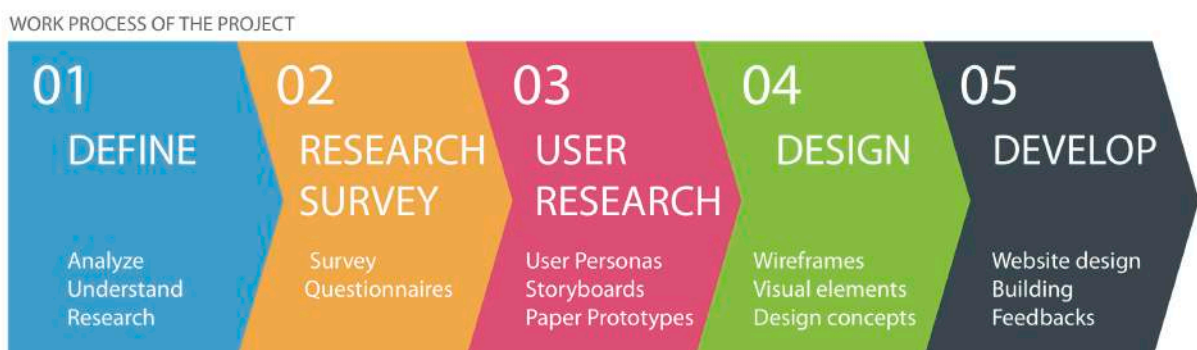 WORK PROCESS OF THE PROJECT
01
DEFINE
Analyze
Understand
Research
02
RESEARCH
SURVEY
Survey
Questionnaires
03
USER
RESEARCH
User Personas
Storyboards
Paper Prototypes
04
DESIGN
Wireframes
Visual elements
Design concepts
05
DEVELOP
Website design
Building
Feedbacks